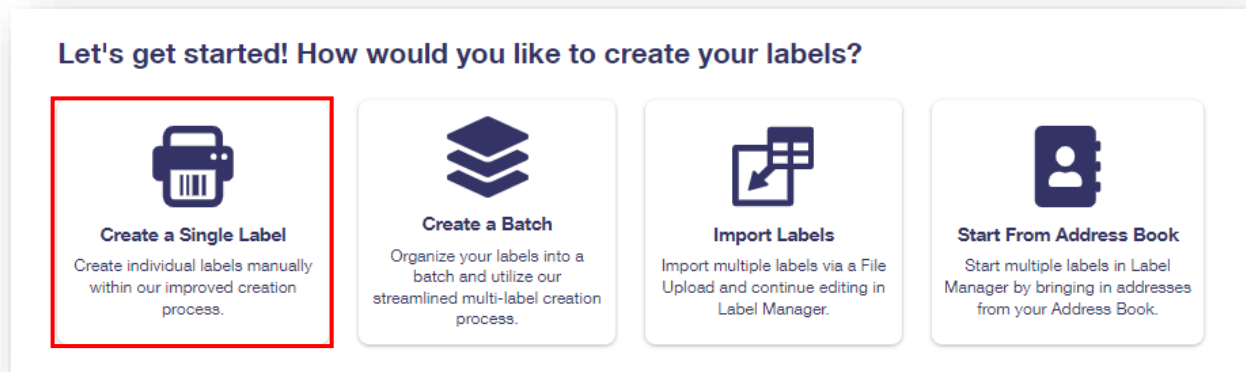 Let's get started! How would you like to create your labels?
Create a Single Label
Create individual labels manually
within our improved creation
process.
Create a Batch
Organize your labels into a
batch and utilize our
streamlined multi-label creation
process.
Import Labels
Import multiple labels via a File
Upload and continue editing in
Label Manager.
Start From Address Book
Start multiple labels in Label
Manager by bringing in addresses
from your Address Book.